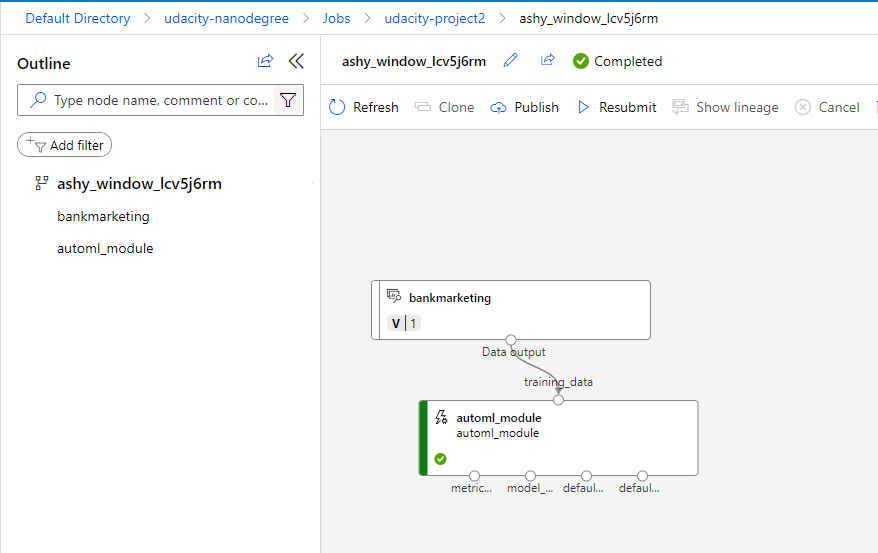 Default Directory > udacity-nanodegree > Jobs > udacity-project2 > ashy_window_lcv5j6rm
Outline
Type node name, comment or co...
Add filter
ashy_window_lcv5j6rm
bankmarketing
automl_module
ashy_window_lcv5j6rm Completed
Refresh Clone Publish Resubmit Show lineage Cancel
bankmarketing
V 1
Data output
training_data
automl_module
automl_module
metric... model_... defaul... defaul...